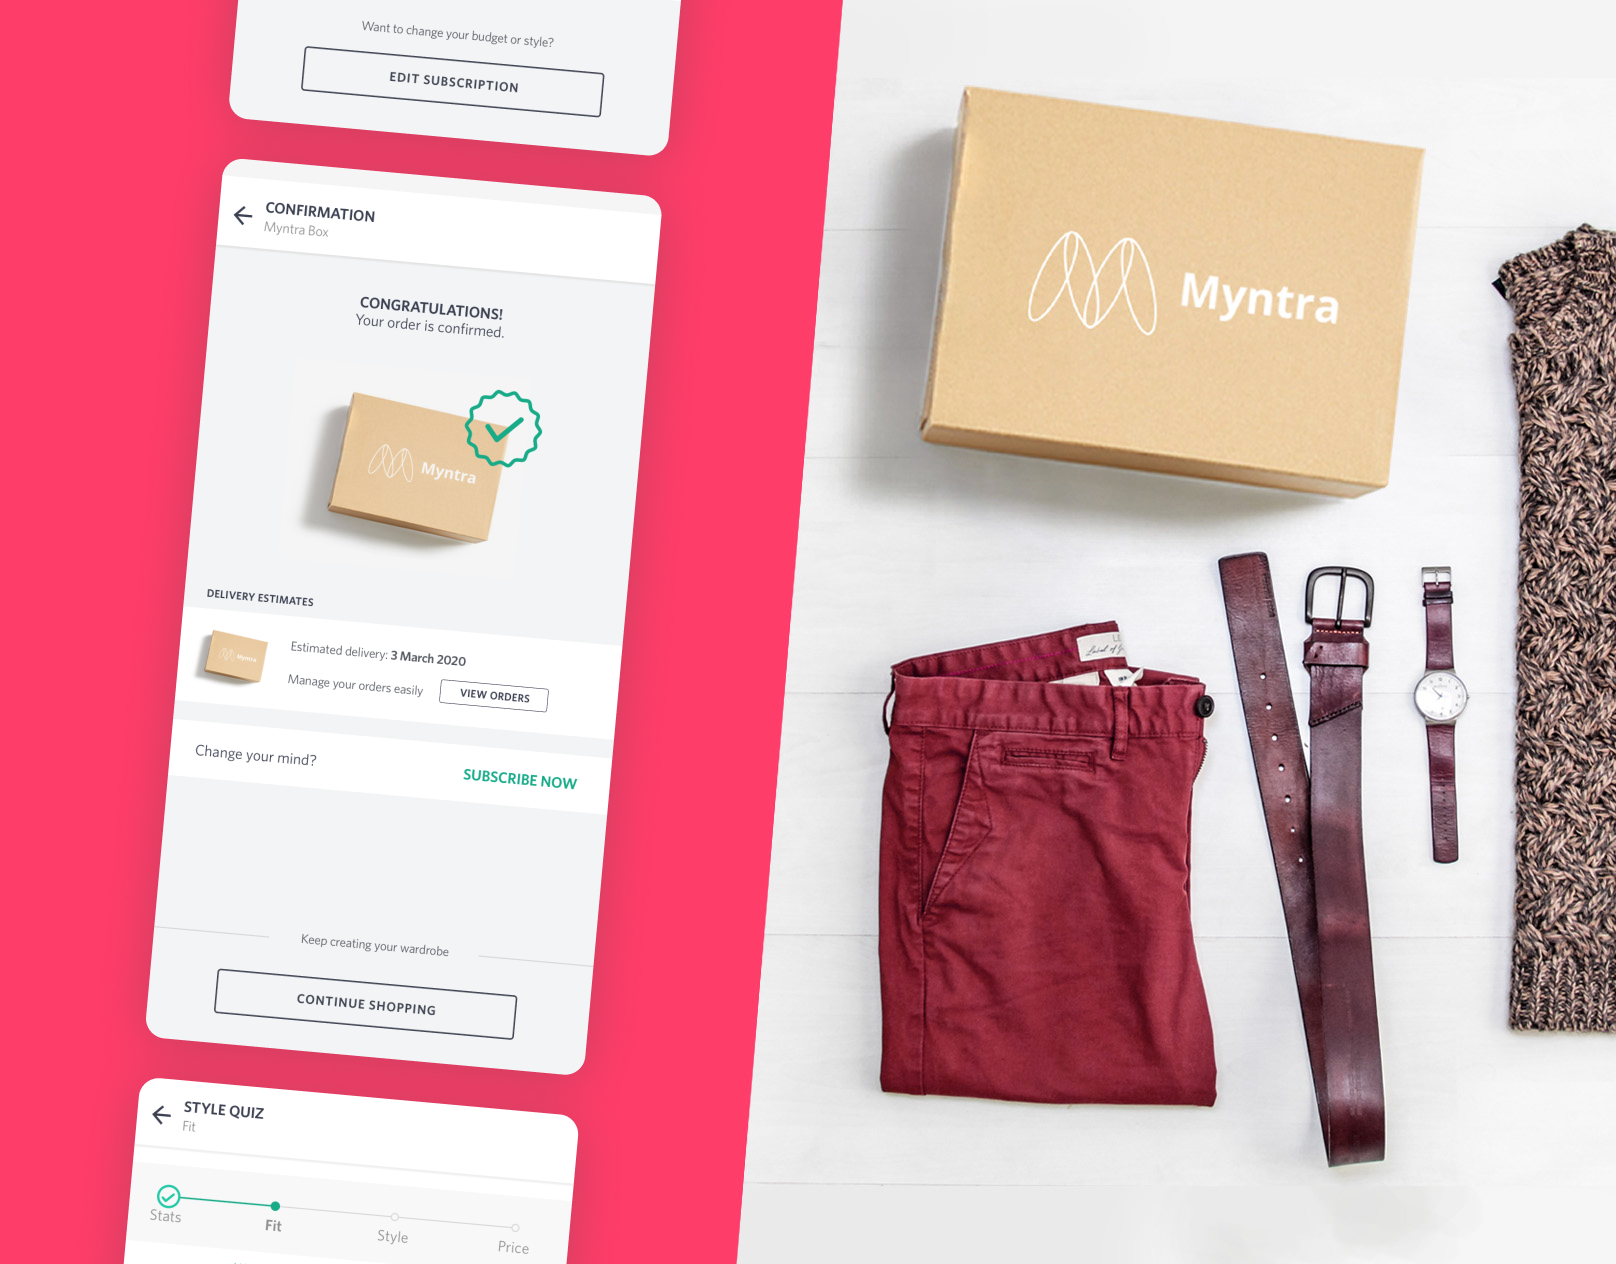 Want to change your budget or style?
EDIT SUBSCRIPTION
CONFIRMATION
Myntra Box
CONGRATULATIONS!
Your order is confirmed.
Myntra
DELIVERY ESTIMATES
Myntra
Estimated delivery: 3 March 2020
Manage your orders easily
VIEW ORDERS
Change your mind?
SUBSCRIBE NOW
Keep creating your wardrobe
CONTINUE SHOPPING
STYLE QUIZ
Fit
Stats
Fit
Style
Price
Myntra